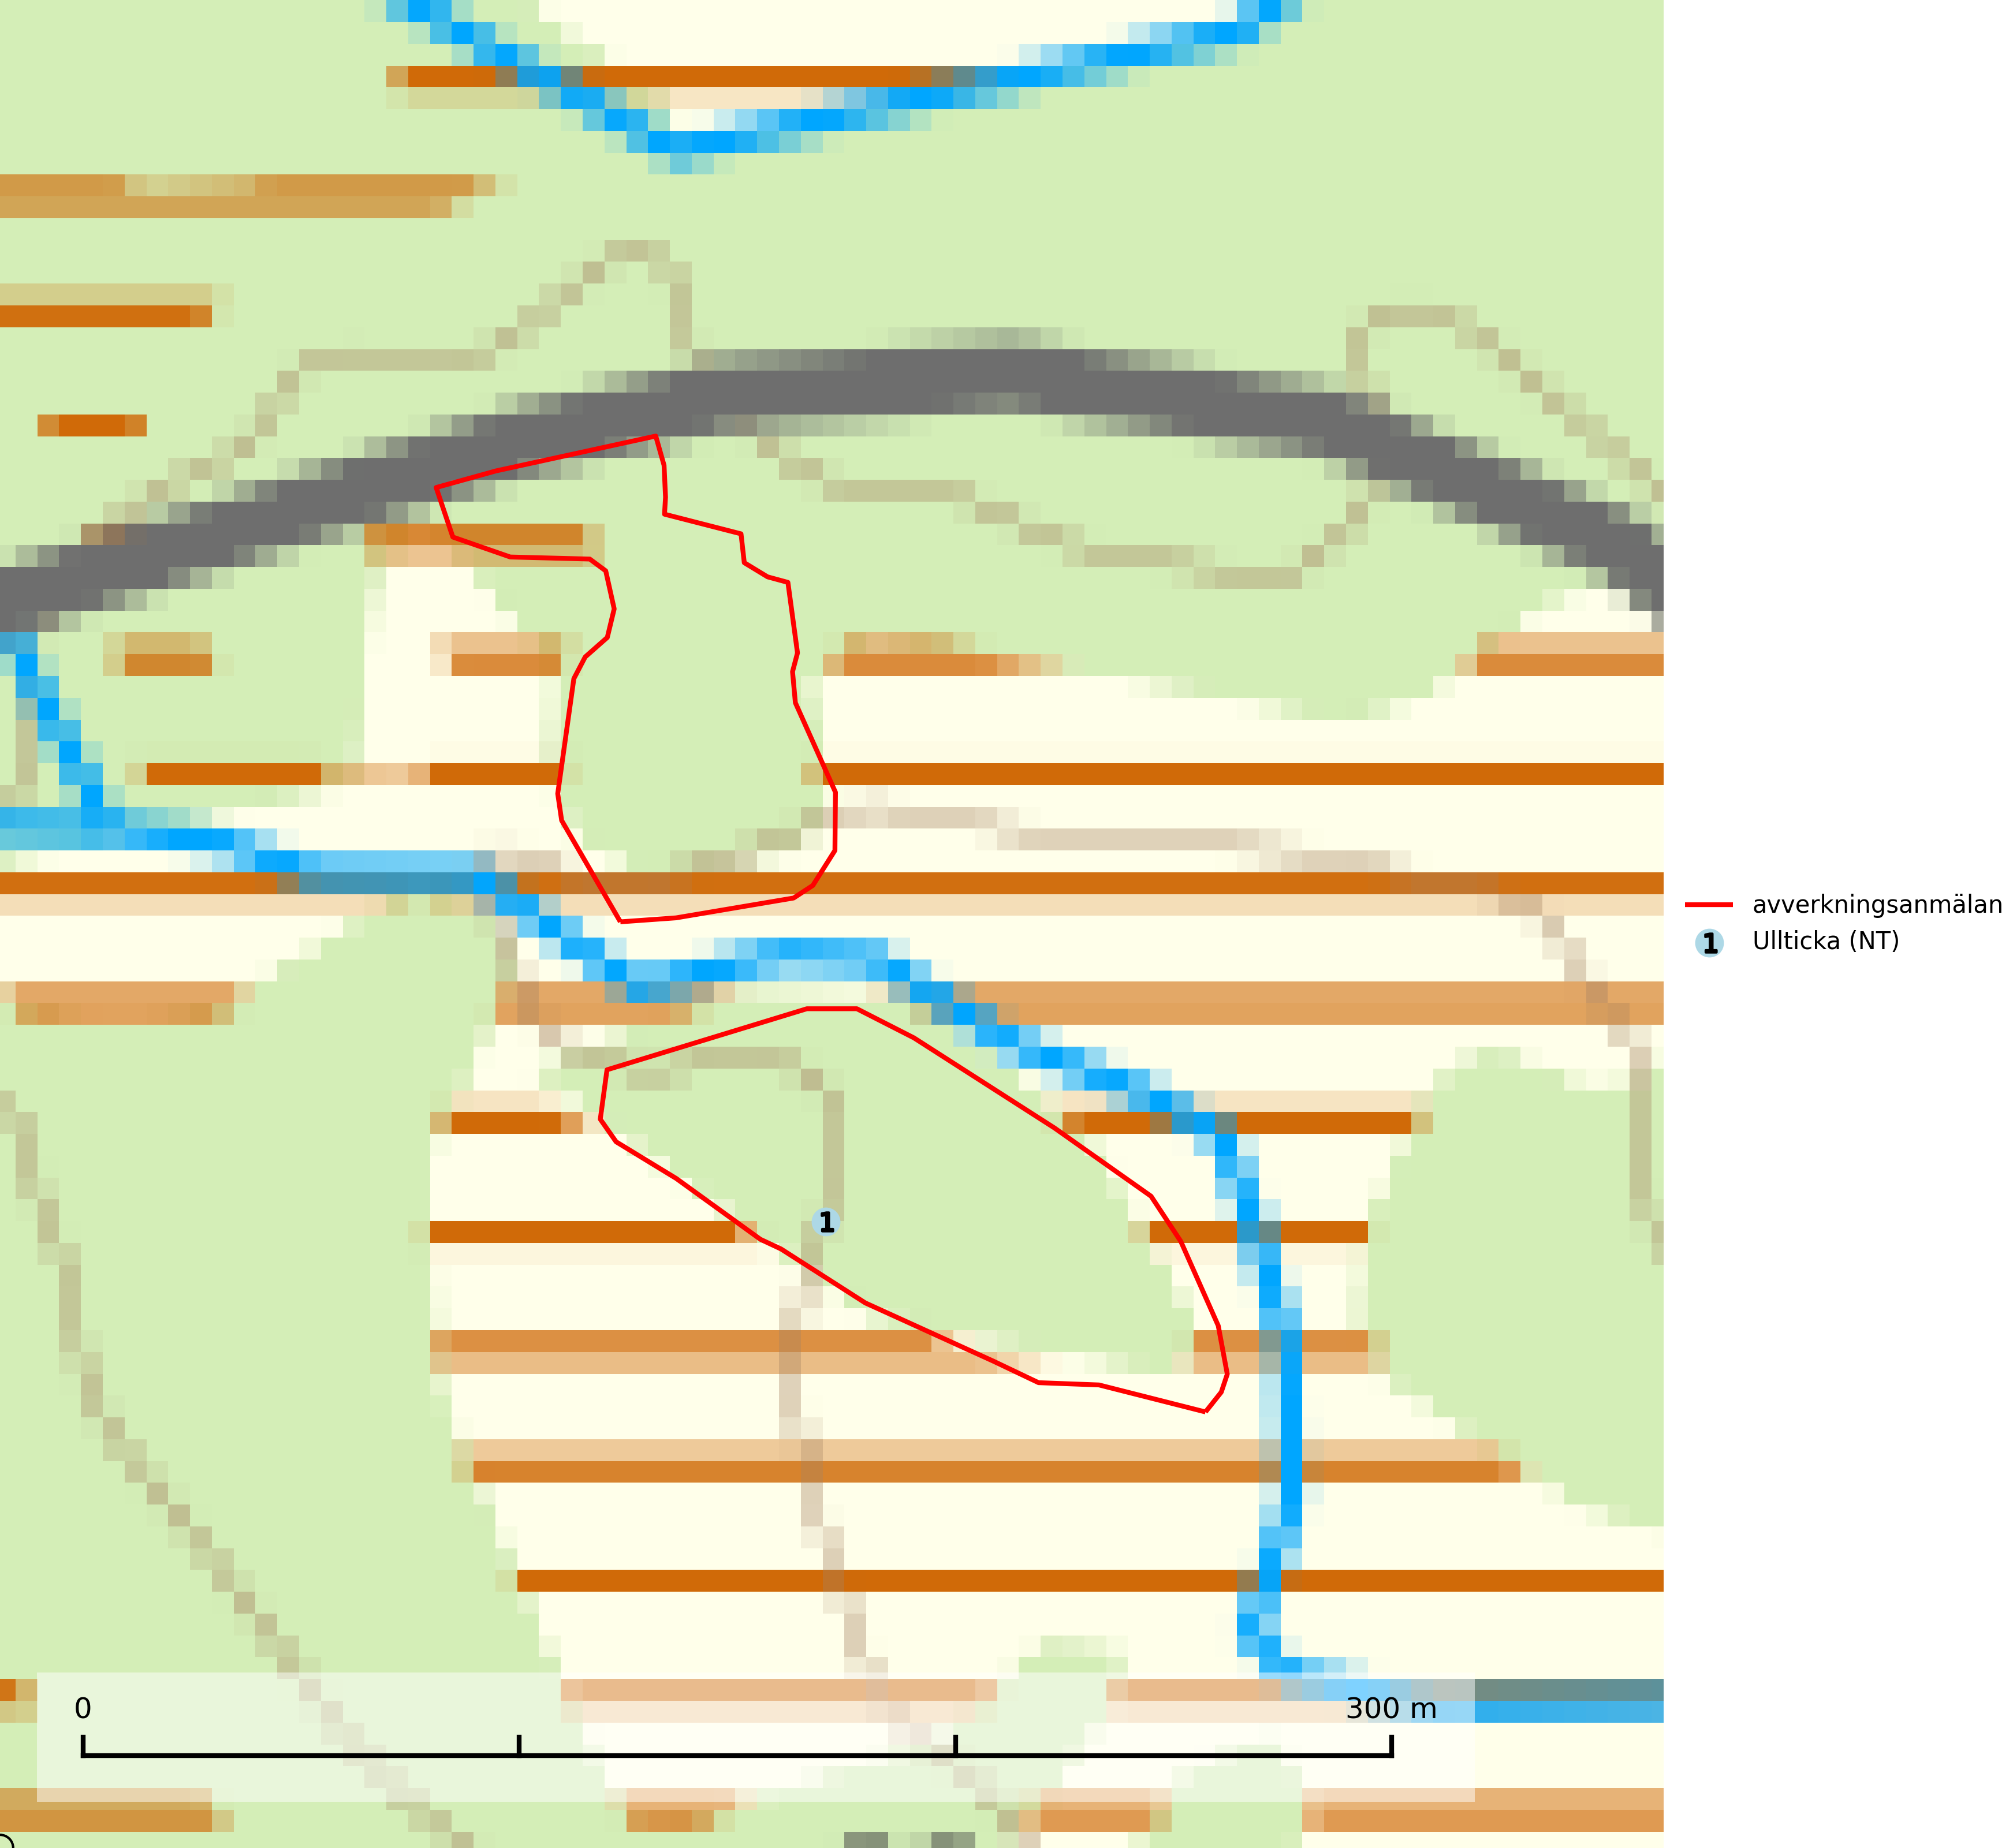 avverkningsanmälan
1 Ullticka (NT)
1
0 300 m